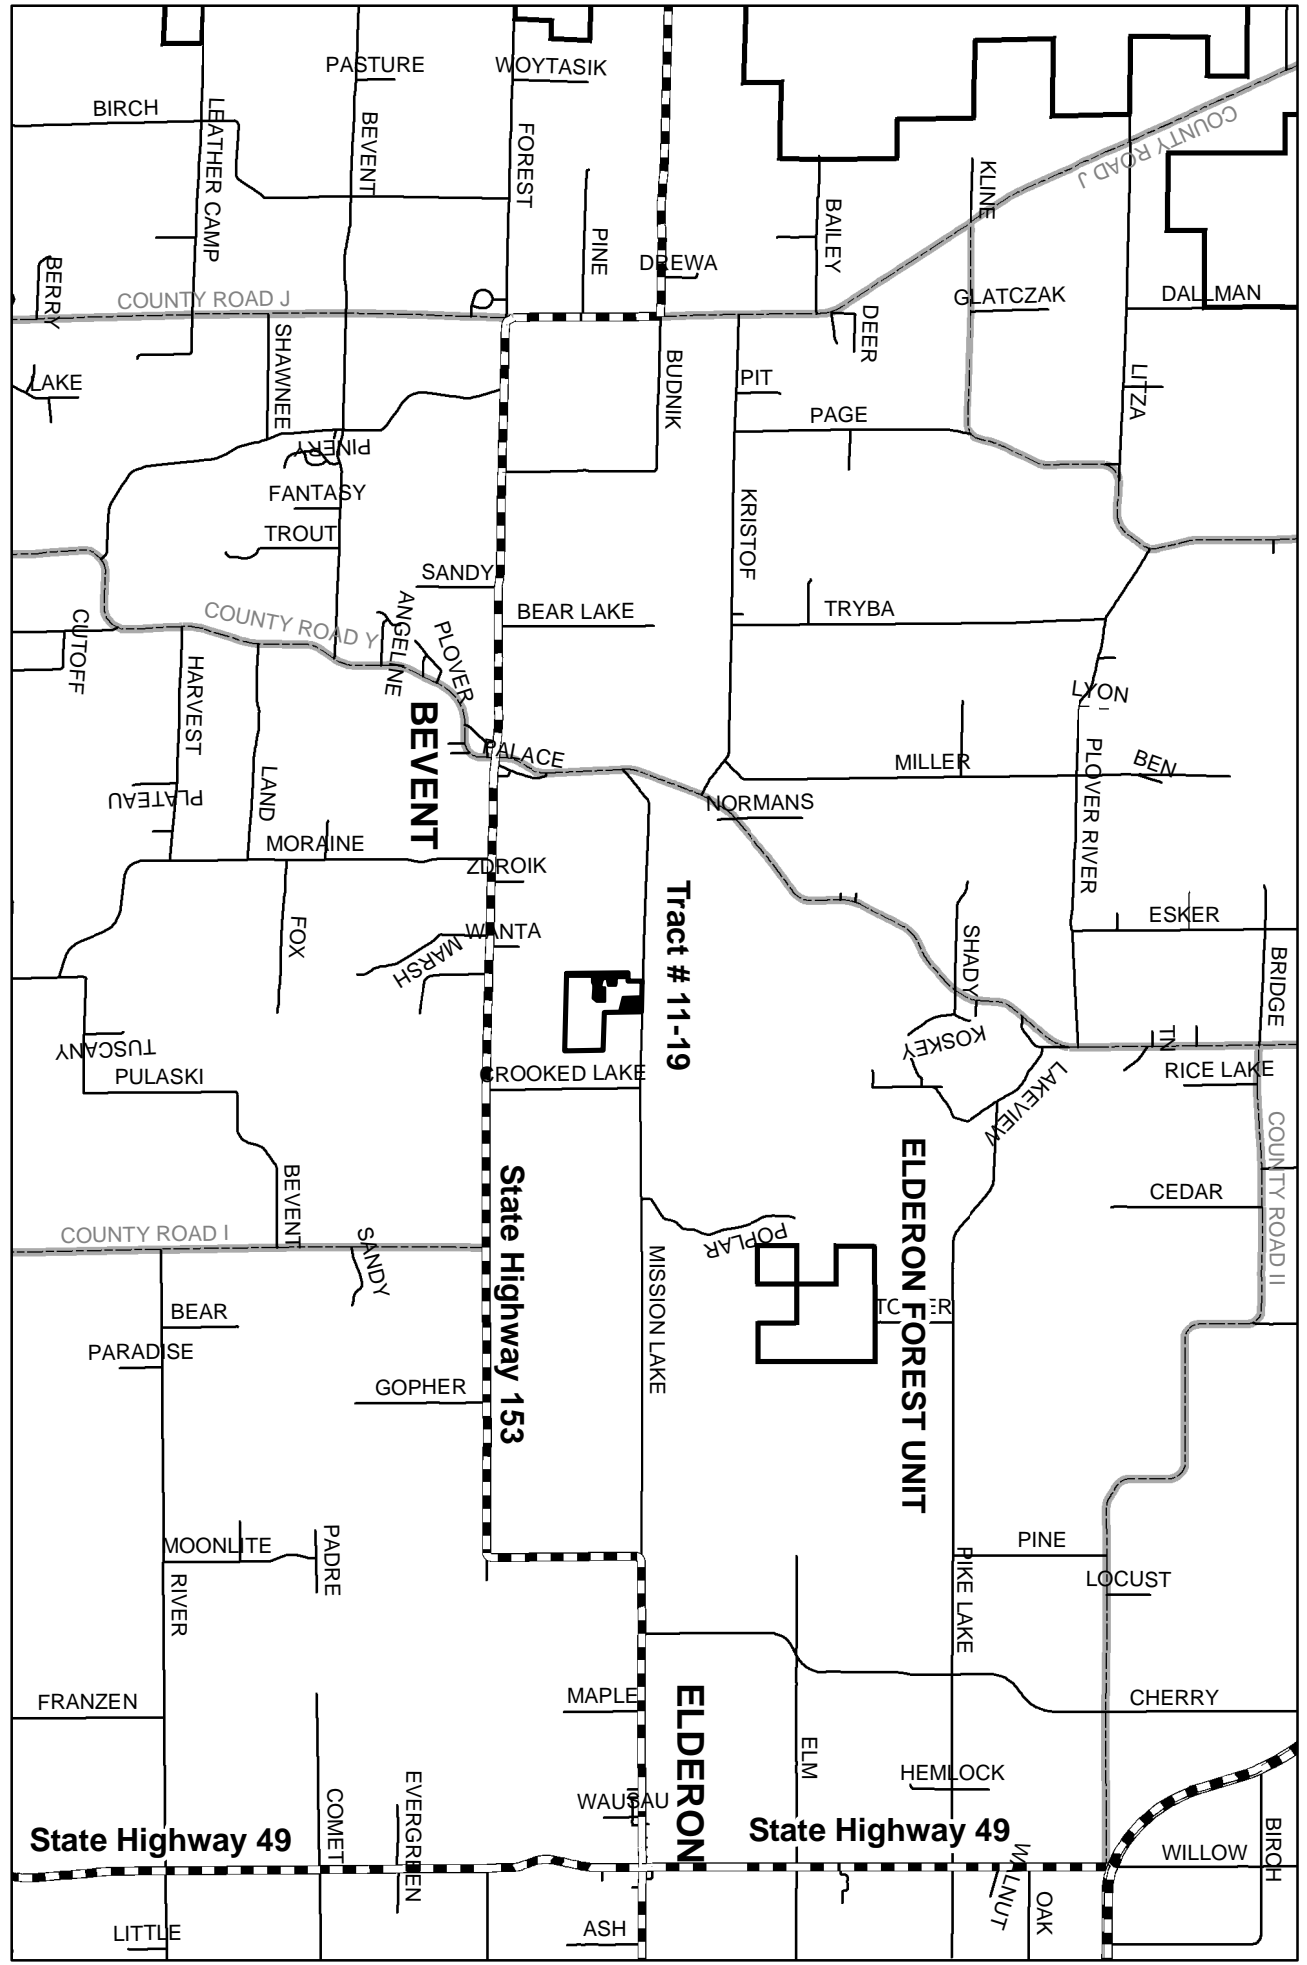 PASTURE
WOYTASIK
BIRCH
LEATHER CAMP
BEVENT
FOREST
COUNTY ROAD J
KLINE
BAILEY
PINE
DREWA
BERRY
COUNTY ROAD J
GLATCZAK
DALLMAN
SHAWNEE
DEER
BUDNIK
LAKE
PIT
LITZA
PAGE
PINERY
FANTASY
KRISTOF
TROUT
SANDY
ANGELINE
BEAR LAKE
TRYBA
CUTOFF
COUNTY ROAD Y
PLOVER
HARVEST
LYON
BEVENT
PALACE
MILLER
BEN
PLOVER RIVER
LAND
PLATEAU
NORMANS
MORAINE
ZDROIK
Tract # 11-19
FOX
WANTA
MARSH
ESKER
SHADY
BRIDGE
TUSCANY
KOSKEY
TN
PULASKI
CROOKED LAKE
RICE LAKE
LAKEVIEW
COUNTY ROAD II
ELDERON FOREST UNIT
BEVENT
State Highway 153
CEDAR
COUNTY ROAD I
SANDY
POPLAR
MISSION LAKE
BEAR
PARADISE
GOPHER
MOONLITE
PADRE
PINE
PIKE LAKE
LOCUST
RIVER
FRANZEN
MAPLE
ELDERON
CHERRY
ELM
HEMLOCK
COMET
EVERGREEN
WAUSAU
State Highway 49
State Highway 49
WALNUT
WILLOW
BIRCH
OAK
LITTLE
ASH